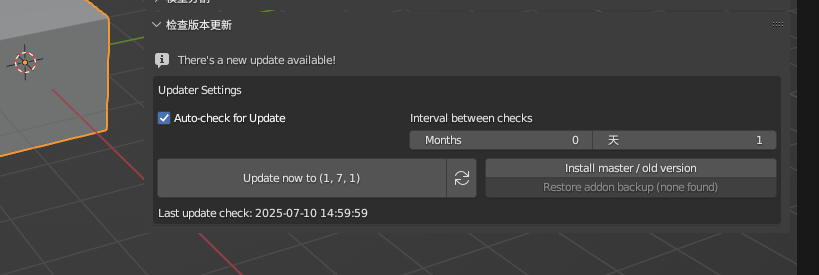 检查版本更新
There's a new update available!
Updater Settings
Auto-check for Update
Interval between checks
Months 0 天 1
Update now to (1, 7, 1)
Install master / old version
Restore addon backup (none found)
Last update check: 2025-07-10 14:59:59